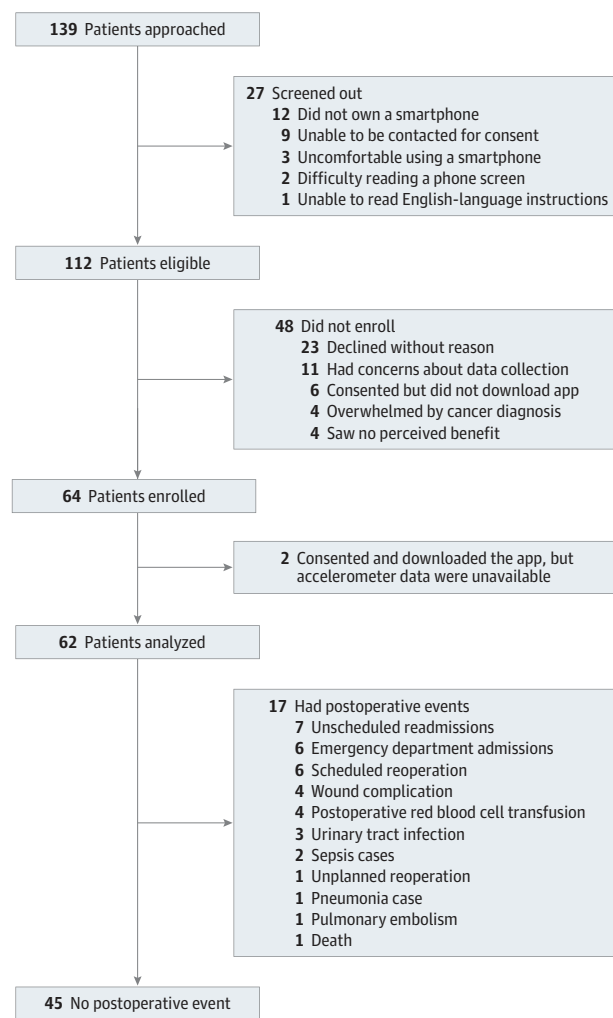 139 Patients approached
27 Screened out
12 Did not own a smartphone
9 Unable to be contacted for consent
3 Uncomfortable using a smartphone
2 Difficulty reading a phone screen
1 Unable to read English-language instructions
112 Patients eligible
48 Did not enroll
23 Declined without reason
11 Had concerns about data collection
6 Consented but did not download app
4 Overwhelmed by cancer diagnosis
4 Saw no perceived benefit
64 Patients enrolled
2 Consented and downloaded the app, but
accelerometer data were unavailable
62 Patients analyzed
17 Had postoperative events
7 Unscheduled readmissions
6 Emergency department admissions
6 Scheduled reoperation
4 Wound complication
4 Postoperative red blood cell transfusion
3 Urinary tract infection
2 Sepsis cases
1 Unplanned reoperation
1 Pneumonia case
1 Pulmonary embolism
1 Death
45 No postoperative event